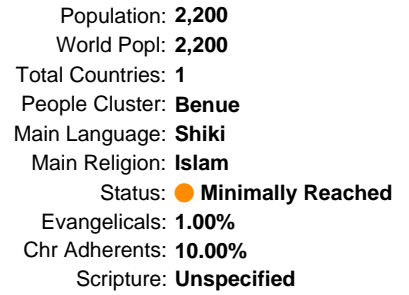 Population: 2,200
World Popl: 2,200
Total Countries: 1
People Cluster: Benue
Main Language: Shiki
Main Religion: Islam
Status: Minimally Reached
Evangelicals: 1.00%
Chr Adherents: 10.00%
Scripture: Unspecified